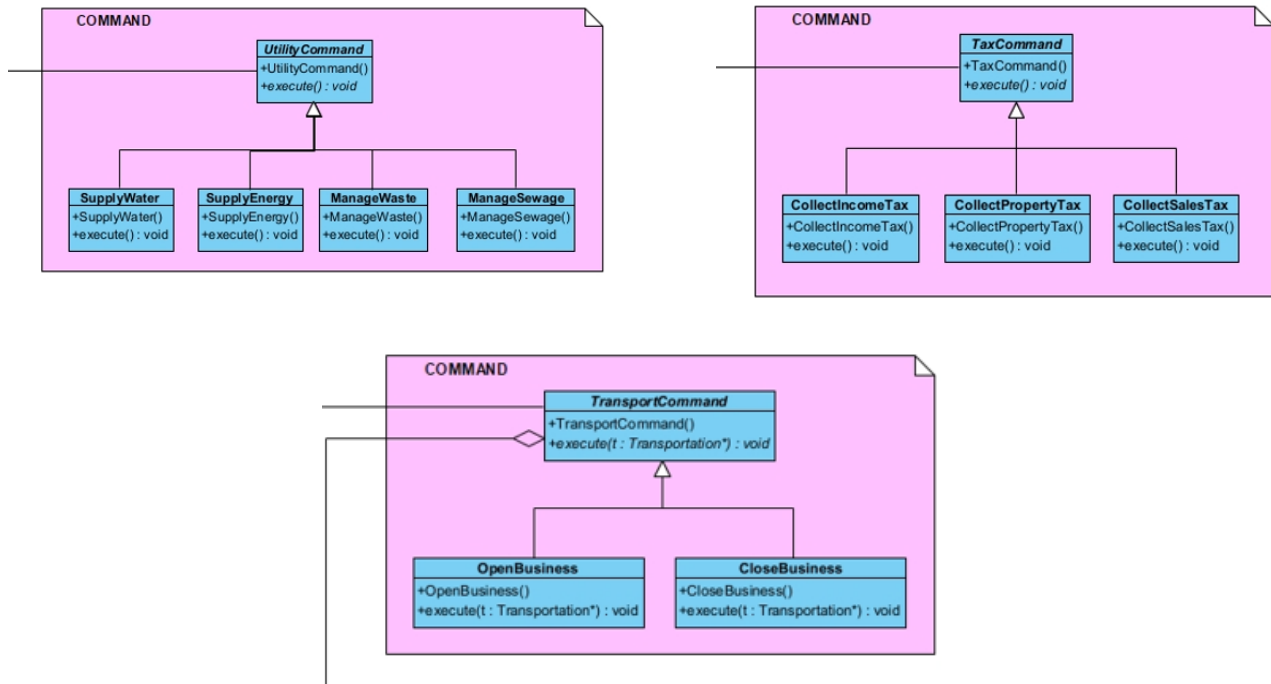 COMMAND
UtilityCommand
+UtilityCommand()
+execute() : void
SupplyWater
+SupplyWater()
+execute() : void
SupplyEnergy
+SupplyEnergy()
+execute() : void
ManageWaste
+ManageWaste()
+execute() : void
ManageSewage
+ManageSewage()
+execute() : void
COMMAND
TaxCommand
+TaxCommand()
+execute() : void
CollectIncomeTax
+CollectIncomeTax()
+execute() : void
CollectPropertyTax
+CollectPropertyTax()
+execute() : void
CollectSalesTax
+CollectSalesTax()
+execute() : void
COMMAND
TransportCommand
+TransportCommand()
+execute(t : Transportation*) : void
OpenBusiness
+OpenBusiness()
+execute(t : Transportation*) : void
CloseBusiness
+CloseBusiness()
+execute(t : Transportation*) : void